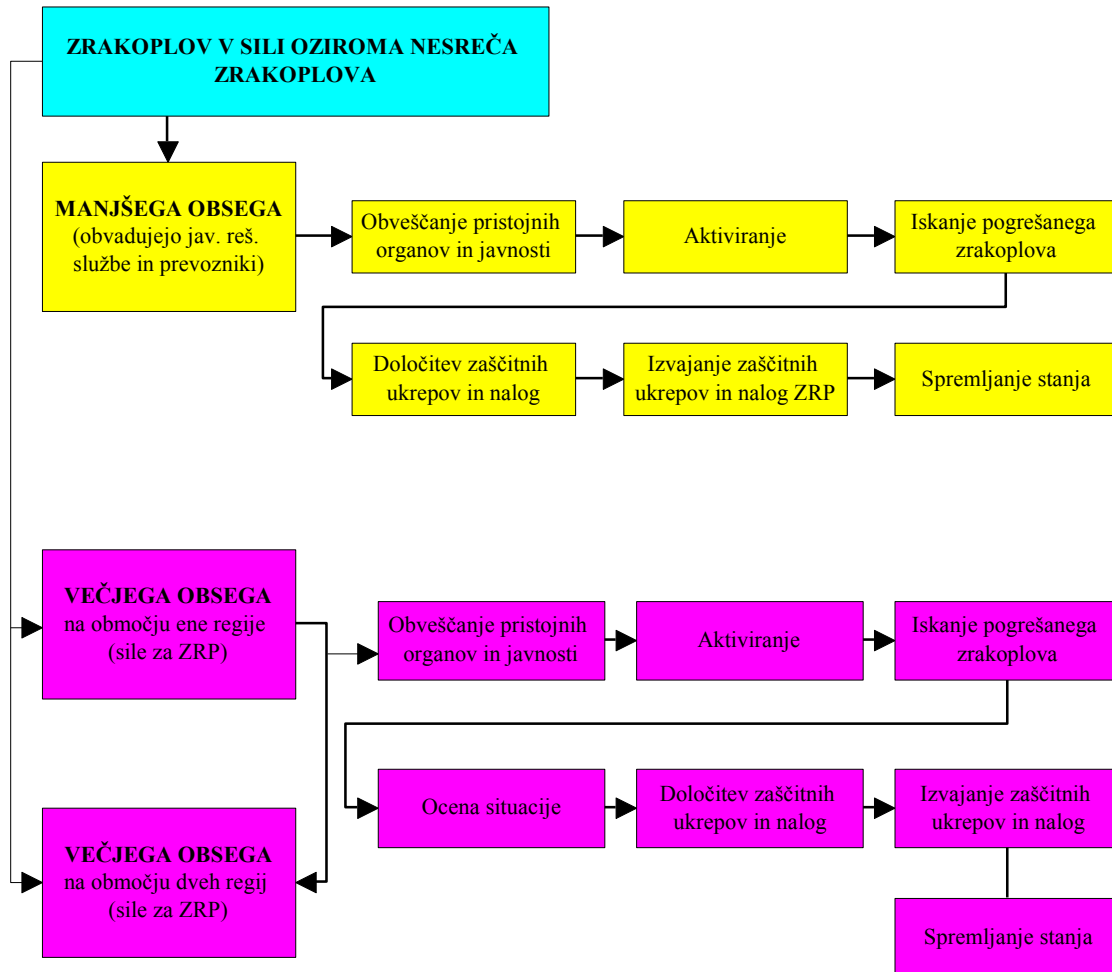 ZRAKOPLOV V SILI OZIROMA NESREČA
ZRAKOPLOVA
MANJŠEGA OBSEGA
(obvadujejo jav. reš.
službe in prevozniki)
Obveščanje pristojnih
organov in javnosti
Aktiviranje
Iskanje pogrešanega
zrakoplova
Določitev zaščitnih
ukrepov in nalog
Izvajanje zaščitnih
ukrepov in nalog ZRP
Spremljanje stanja
VEČJEGA OBSEGA
na območju ene regije
(sile za ZRP)
Obveščanje pristojnih
organov in javnosti
Aktiviranje
Iskanje pogrešanega
zrakoplova
Ocena situacije
Določitev zaščitnih
ukrepov in nalog
Izvajanje zaščitnih
ukrepov in nalog
VEČJEGA OBSEGA
na območju dveh regij
(sile za ZRP)
Spremljanje stanja